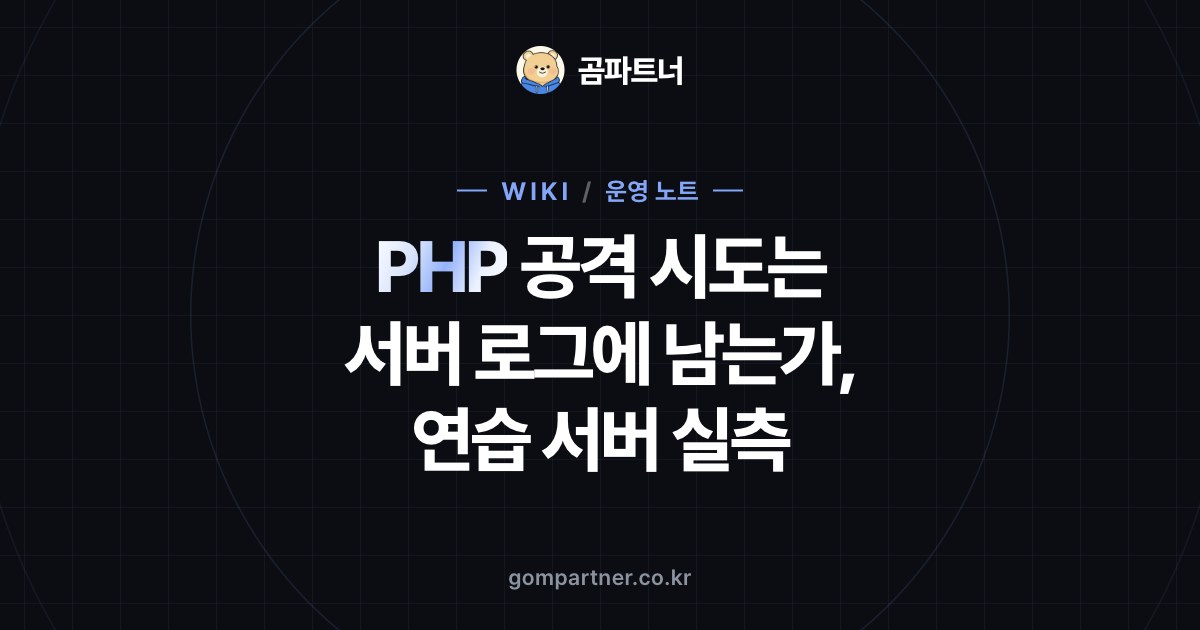 곰파트너
WIKI / 운영 노트
PHP 공격 시도는
서버 로그에 남는가,
연습 서버 실측
gompartner.co.kr